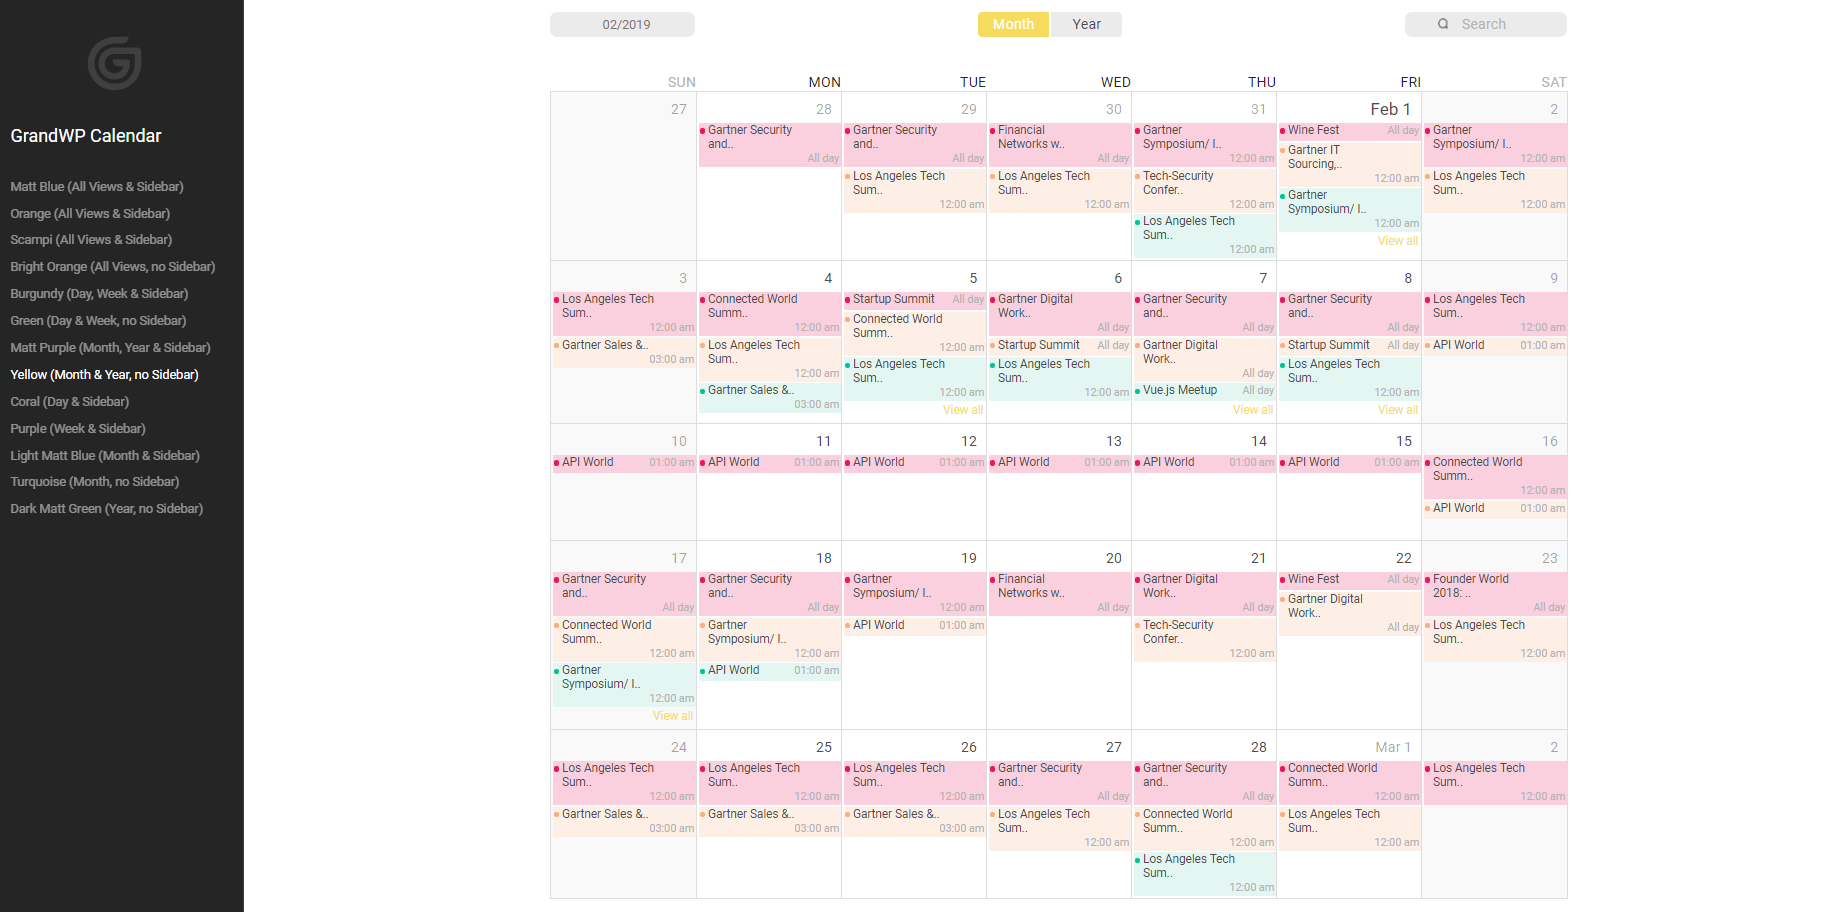 GrandWP Calendar
Matt Blue (All Views & Sidebar)
Orange (All Views & Sidebar)
Scampi (All Views & Sidebar)
Bright Orange (All Views, no Sidebar)
Burgundy (Day, Week & Sidebar)
Green (Day & Week, no Sidebar)
Matt Purple (Month, Year & Sidebar)
Yellow (Month & Year, no Sidebar)
Coral (Day & Sidebar)
Purple (Week & Sidebar)
Light Matt Blue (Month & Sidebar)
Turquoise (Month, no Sidebar)
Dark Matt Green (Year, no Sidebar)
02/2019
Month
Year
Search
SUN MON TUE WED THU FRI SAT
27
28
Gartner Security
and..
All day
29
Gartner Security
and..
All day
Los Angeles Tech
Sum..
12:00 am
30
Financial
Networks w..
All day
Los Angeles Tech
Sum..
12:00 am
31
Gartner
Symposium/ I..
12:00 am
Tech-Security
Confer..
12:00 am
Los Angeles Tech
Sum..
12:00 am
Feb 1
Wine Fest All day
Gartner IT
Sourcing,..
12:00 am
Gartner
Symposium/ I..
12:00 am
View all
2
Gartner
Symposium/ I..
12:00 am
Los Angeles Tech
Sum..
12:00 am
3
Los Angeles Tech
Sum..
12:00 am
Gartner Sales &..
03:00 am
4
Connected World
Summ..
12:00 am
Los Angeles Tech
Sum..
12:00 am
Gartner Sales &..
03:00 am
5
Startup Summit All day
Connected World
Summ..
12:00 am
Los Angeles Tech
Sum..
12:00 am
View all
6
Gartner Digital
Work..
All day
Startup Summit All day
Los Angeles Tech
Sum..
12:00 am
7
Gartner Security
and..
All day
Gartner Digital
Work..
All day
Vue.js Meetup All day
View all
8
Gartner Security
and..
All day
Startup Summit All day
Los Angeles Tech
Sum..
12:00 am
View all
9
Los Angeles Tech
Sum..
12:00 am
API World 01:00 am
10
API World 01:00 am
11
API World 01:00 am
12
API World 01:00 am
13
API World 01:00 am
14
API World 01:00 am
15
API World 01:00 am
16
Connected World
Summ..
12:00 am
API World 01:00 am
17
Gartner Security
and..
All day
Connected World
Summ..
12:00 am
Gartner
Symposium/ I..
12:00 am
View all
18
Gartner Security
and..
All day
Gartner
Symposium/ I..
12:00 am
API World 01:00 am
19
Gartner
Symposium/ I..
12:00 am
API World 01:00 am
20
Financial
Networks w..
All day
21
Gartner Digital
Work..
All day
Tech-Security
Confer..
12:00 am
22
Wine Fest All day
Gartner Digital
Work..
All day
23
Founder World
2018: ..
All day
Los Angeles Tech
Sum..
12:00 am
24
Los Angeles Tech
Sum..
12:00 am
Gartner Sales &..
03:00 am
25
Los Angeles Tech
Sum..
12:00 am
Gartner Sales &..
03:00 am
26
Los Angeles Tech
Sum..
12:00 am
Gartner Sales &..
03:00 am
27
Gartner Security
and..
All day
Los Angeles Tech
Sum..
12:00 am
28
Gartner Security
and..
All day
Connected World
Summ..
12:00 am
Los Angeles Tech
Sum..
12:00 am
Mar 1
Connected World
Summ..
12:00 am
Los Angeles Tech
Sum..
12:00 am
2
Los Angeles Tech
Sum..
12:00 am